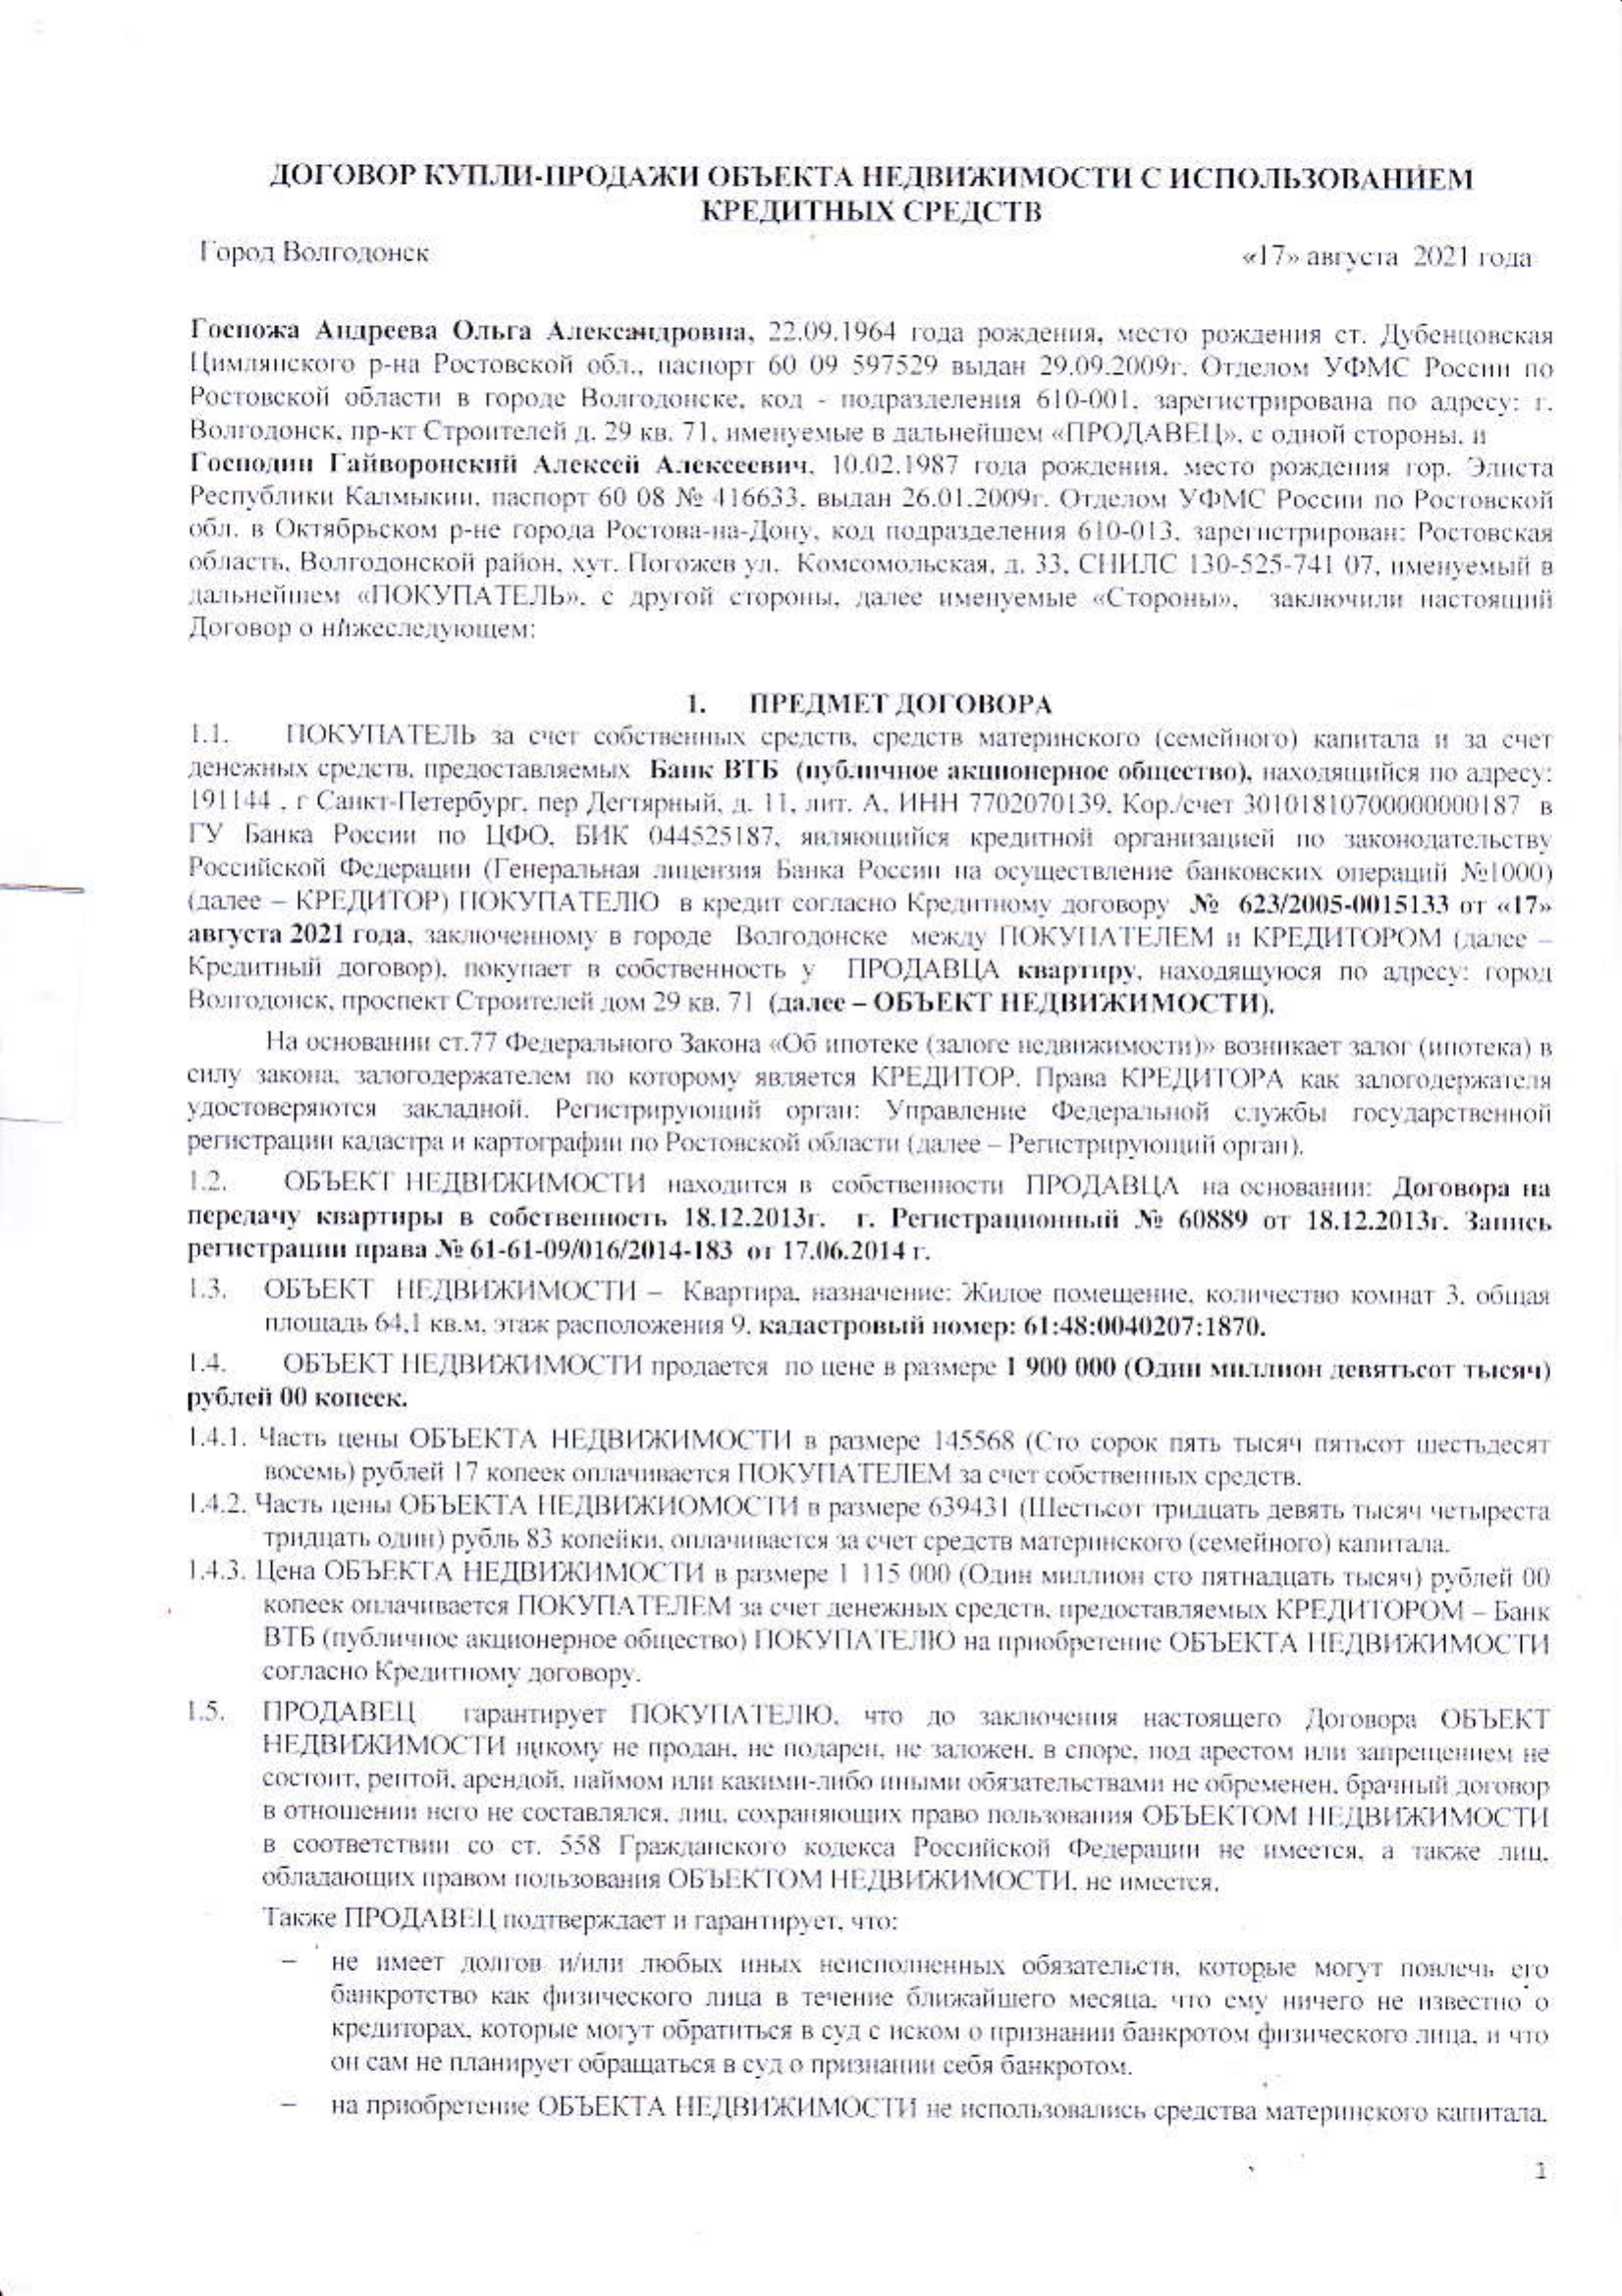 ДОГОВОР КУПЛИ-ПРОДАЖИ ОБЪЕКТА НЕДВИЖИМОСТИ С ИСПОЛЬЗОВАНИЕМ
КРЕДИТНЫХ СРЕДСТВ
Город Волгодонск «17» августа 2021 года
Госпожа Андреева Ольга Александровна, 22.09.1964 года рождения, место рождения ст. Дубенцовская
Цимлянского р-на Ростовской обл., паспорт 60 09 597529 выдан 29.09.2009г. Отделом УФМС России по
Ростовской области в городе Волгодонске, код - подразделения 610-001, зарегистрирована по адресу: г.
Волгодонск, пр-кт Строителей д. 29 кв. 71, именуемые в дальнейшем «ПРОДАВЕЦ», с одной стороны, и
Господин Гайворонский Алексей Алексеевич, 10.02.1987 года рождения, место рождения гор. Элиста
Республики Калмыкии, паспорт 60 08 № 416633, выдан 26.01.2009г. Отделом УФМС России по Ростовской
обл. в Октябрьском р-не города Ростова-на-Дону, код подразделения 610-013, зарегистрирован: Ростовская
область, Волгодонской район, хут. Погожев ул. Комсомольская, д. 33, СНИЛС 130-525-741 07, именуемый в
дальнейшем «ПОКУПАТЕЛЬ», с другой стороны, далее именуемые «Стороны», заключили настоящий
Договор о нижеследующем:
1. ПРЕДМЕТ ДОГОВОРА
1.1. ПОКУПАТЕЛЬ за счет собственных средств, средств материнского (семейного) капитала и за счет
денежных средств, предоставляемых Банк ВТБ (публичное акционерное общество), находящийся по адресу:
191144 , г Санкт-Петербург, пер Дегтярный, д. 11, лит. А, ИНН 7702070139, Кор./счет 30101810700000000187 в
ГУ Банка России по ЦФО, БИК 044525187, являющийся кредитной организацией по законодательству
Российской Федерации (Генеральная лицензия Банка России на осуществление банковских операций №1000)
(далее – КРЕДИТОР) ПОКУПАТЕЛЮ в кредит согласно Кредитному договору № 623/2005-0015133 от «17»
августа 2021 года, заключенному в городе Волгодонске между ПОКУПАТЕЛЕМ и КРЕДИТОРОМ (далее –
Кредитный договор), покупает в собственность у ПРОДАВЦА квартиру, находящуюся по адресу: город
Волгодонск, проспект Строителей дом 29 кв. 71 (далее – ОБЪЕКТ НЕДВИЖИМОСТИ).
На основании ст.77 Федерального Закона «Об ипотеке (залоге недвижимости)» возникает залог (ипотека) в
силу закона, залогодержателем по которому является КРЕДИТОР. Права КРЕДИТОРА как залогодержателя
удостоверяются закладной. Регистрирующий орган: Управление Федеральной службы государственной
регистрации кадастра и картографии по Ростовской области (далее – Регистрирующий орган).
1.2. ОБЪЕКТ НЕДВИЖИМОСТИ находится в собственности ПРОДАВЦА на основании: Договора на
передачу квартиры в собственность 18.12.2013г. г. Регистрационный № 60889 от 18.12.2013г. Запись
регистрации права № 61-61-09/016/2014-183 от 17.06.2014 г.
1.3. ОБЪЕКТ НЕДВИЖИМОСТИ – Квартира, назначение: Жилое помещение, количество комнат 3, общая
площадь 64,1 кв.м, этаж расположения 9, кадастровый номер: 61:48:0040207:1870.
1.4. ОБЪЕКТ НЕДВИЖИМОСТИ продается по цене в размере 1 900 000 (Один миллион девятьсот тысяч)
рублей 00 копеек.
1.4.1. Часть цены ОБЪЕКТА НЕДВИЖИМОСТИ в размере 145568 (Сто сорок пять тысяч пятьсот шестьдесят
восемь) рублей 17 копеек оплачивается ПОКУПАТЕЛЕМ за счет собственных средств.
1.4.2. Часть цены ОБЪЕКТА НЕДВИЖИОМОСТИ в размере 639431 (Шестьсот тридцать девять тысяч четыреста
тридцать один) рубль 83 копейки, оплачивается за счет средств материнского (семейного) капитала.
1.4.3. Цена ОБЪЕКТА НЕДВИЖИМОСТИ в размере 1 115 000 (Один миллион сто пятнадцать тысяч) рублей 00
копеек оплачивается ПОКУПАТЕЛЕМ за счет денежных средств, предоставляемых КРЕДИТОРОМ – Банк
ВТБ (публичное акционерное общество) ПОКУПАТЕЛЮ на приобретение ОБЪЕКТА НЕДВИЖИМОСТИ
согласно Кредитному договору.
1.5. ПРОДАВЕЦ гарантирует ПОКУПАТЕЛЮ, что до заключения настоящего Договора ОБЪЕКТ
НЕДВИЖИМОСТИ никому не продан, не подарен, не заложен, в споре, под арестом или запрещением не
состоит, рентой, арендой, наймом или какими-либо иными обязательствами не обременен, брачный договор
в отношении него не составлялся, лиц, сохраняющих право пользования ОБЪЕКТОМ НЕДВИЖИМОСТИ
в соответствии со ст. 558 Гражданского кодекса Российской Федерации не имеется, а также лиц,
обладающих правом пользования ОБЪЕКТОМ НЕДВИЖИМОСТИ, не имеется.
Также ПРОДАВЕЦ подтверждает и гарантирует, что:
– не имеет долгов и/или любых иных неисполненных обязательств, которые могут повлечь его
банкротство как физического лица в течение ближайшего месяца, что ему ничего не известно о
кредиторах, которые могут обратиться в суд с иском о признании банкротом физического лица, и что
он сам не планирует обращаться в суд о признании себя банкротом.
– на приобретение ОБЪЕКТА НЕДВИЖИМОСТИ не использовались средства материнского капитала.
1